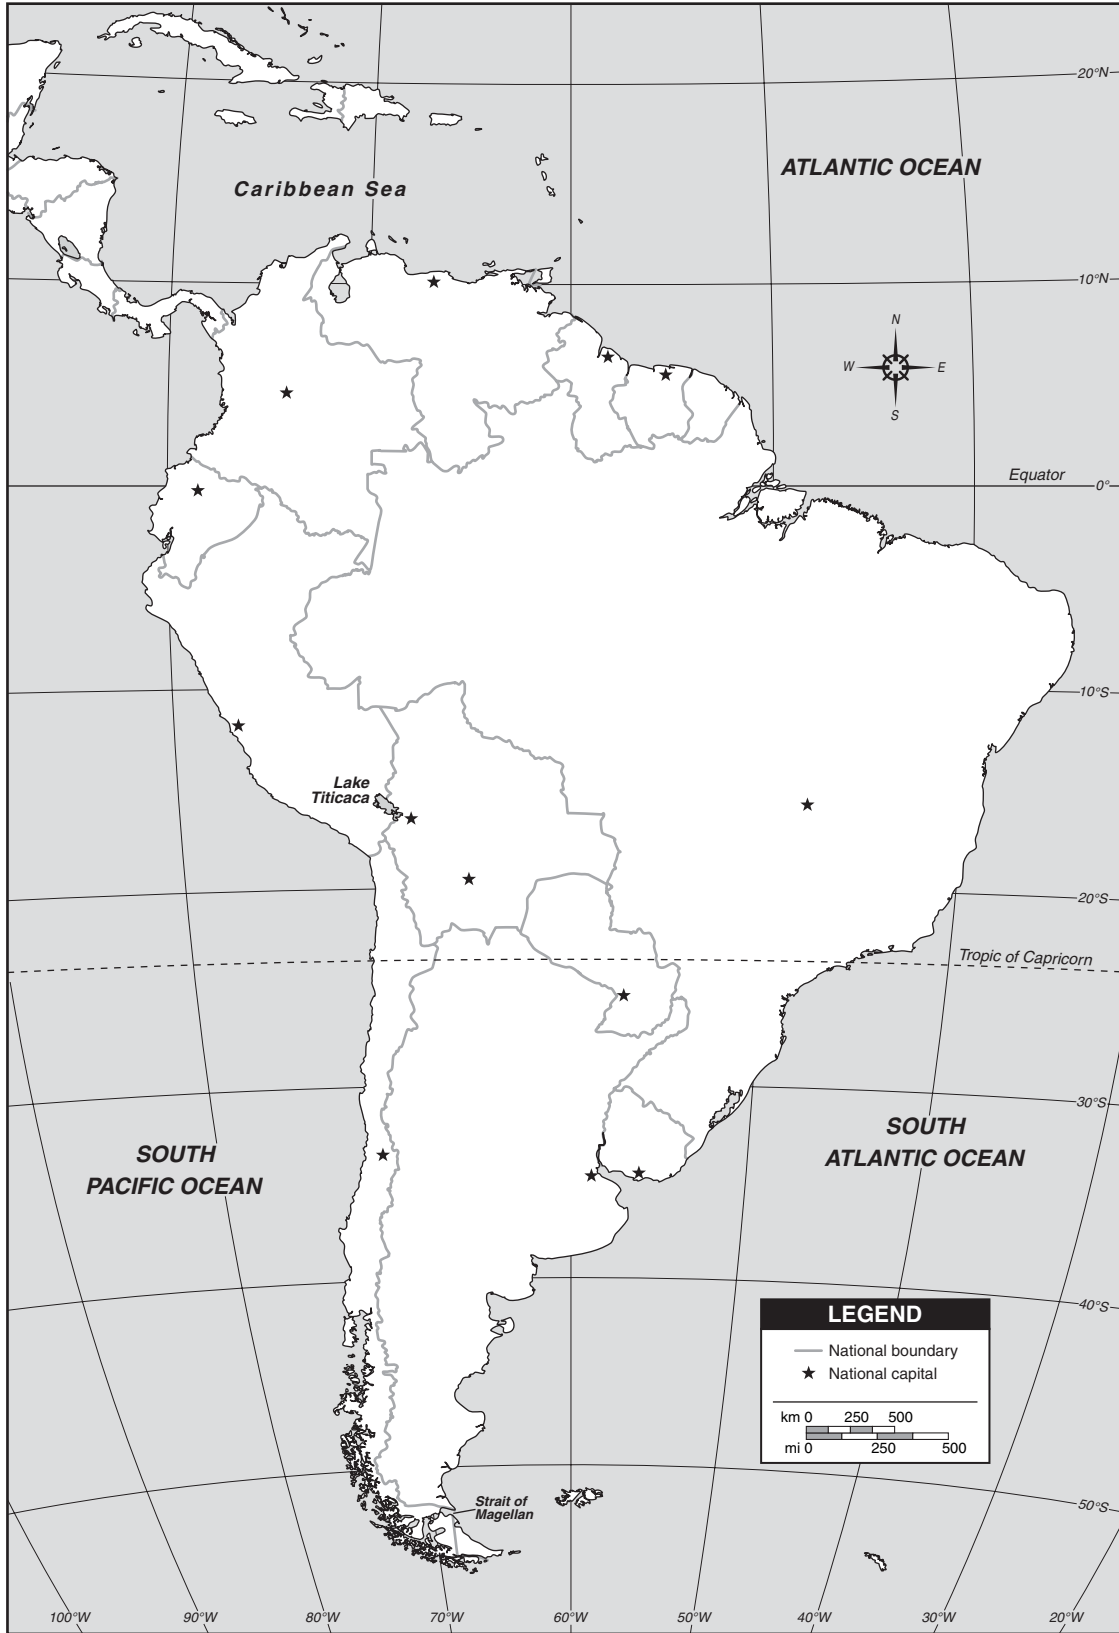 20°N
ATLANTIC OCEAN
Caribbean Sea
10°N
N
W E
S
Equator
0°
10°S
Lake
Titicaca
20°S
Tropic of Capricorn
30°S
SOUTH
PACIFIC OCEAN
SOUTH
ATLANTIC OCEAN
40°S
LEGEND
National boundary
National capital
km 0 250 500
mi 0 250 500
Strait of
Magellan
50°S
100°W 90°W 80°W 70°W 60°W 50°W 40°W 30°W 20°W